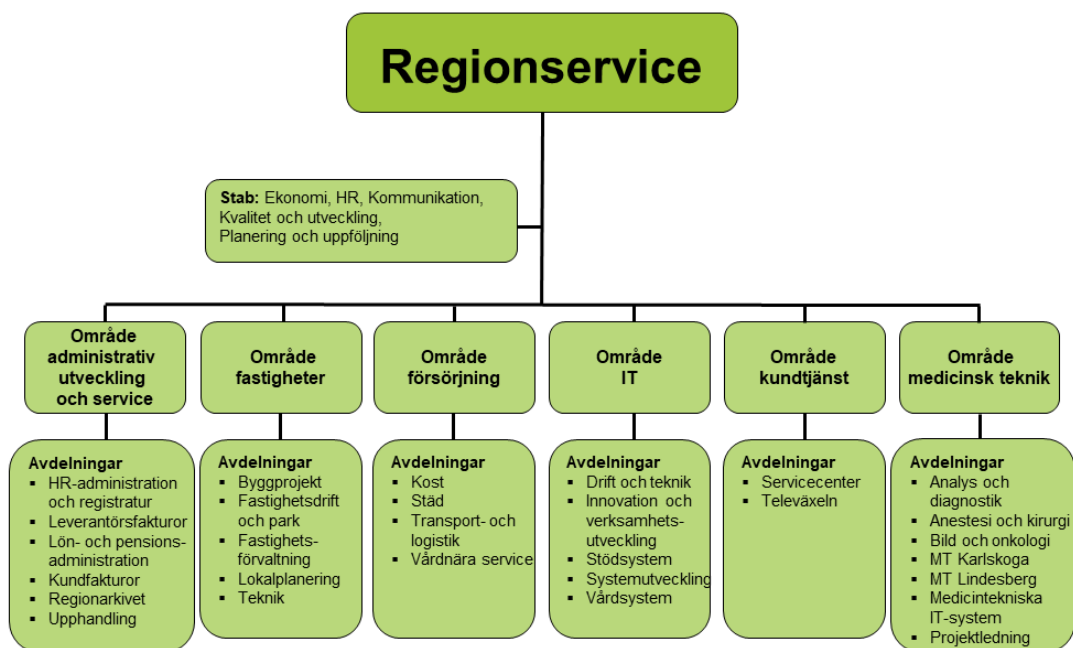 Regionservice
Stab: Ekonomi, HR, Kommunikation,
Kvalitet och utveckling,
Planering och uppföljning
Område
administrativ
utveckling
och service
Område
fastigheter
Område
försörjning
Område
IT
Område
kundtjänst
Område
medicinsk teknik
Avdelningar
▪ HR-administration
och registratur
▪ Leverantörsfakturor
▪ Lön- och pensions-
administration
▪ Kundfakturor
▪ Regionarkivet
▪ Upphandling
Avdelningar
▪ Byggprojekt
▪ Fastighetsdrift
och park
▪ Fastighets-
förvaltning
▪ Lokalplanering
▪ Teknik
Avdelningar
▪ Kost
▪ Städ
▪ Transport- och
logistik
▪ Vårdnära service
Avdelningar
▪ Drift och teknik
▪ Innovation och
verksamhets-
utveckling
▪ Stödsystem
▪ Systemutveckling
▪ Vårdsystem
Avdelningar
▪ Servicecenter
▪ Televäxeln
Avdelningar
▪ Analys och
diagnostik
▪ Anestesi och kirurgi
▪ Bild och onkologi
▪ MT Karlskoga
▪ MT Lindesberg
▪ Medicintekniska
IT-system
▪ Projektledning